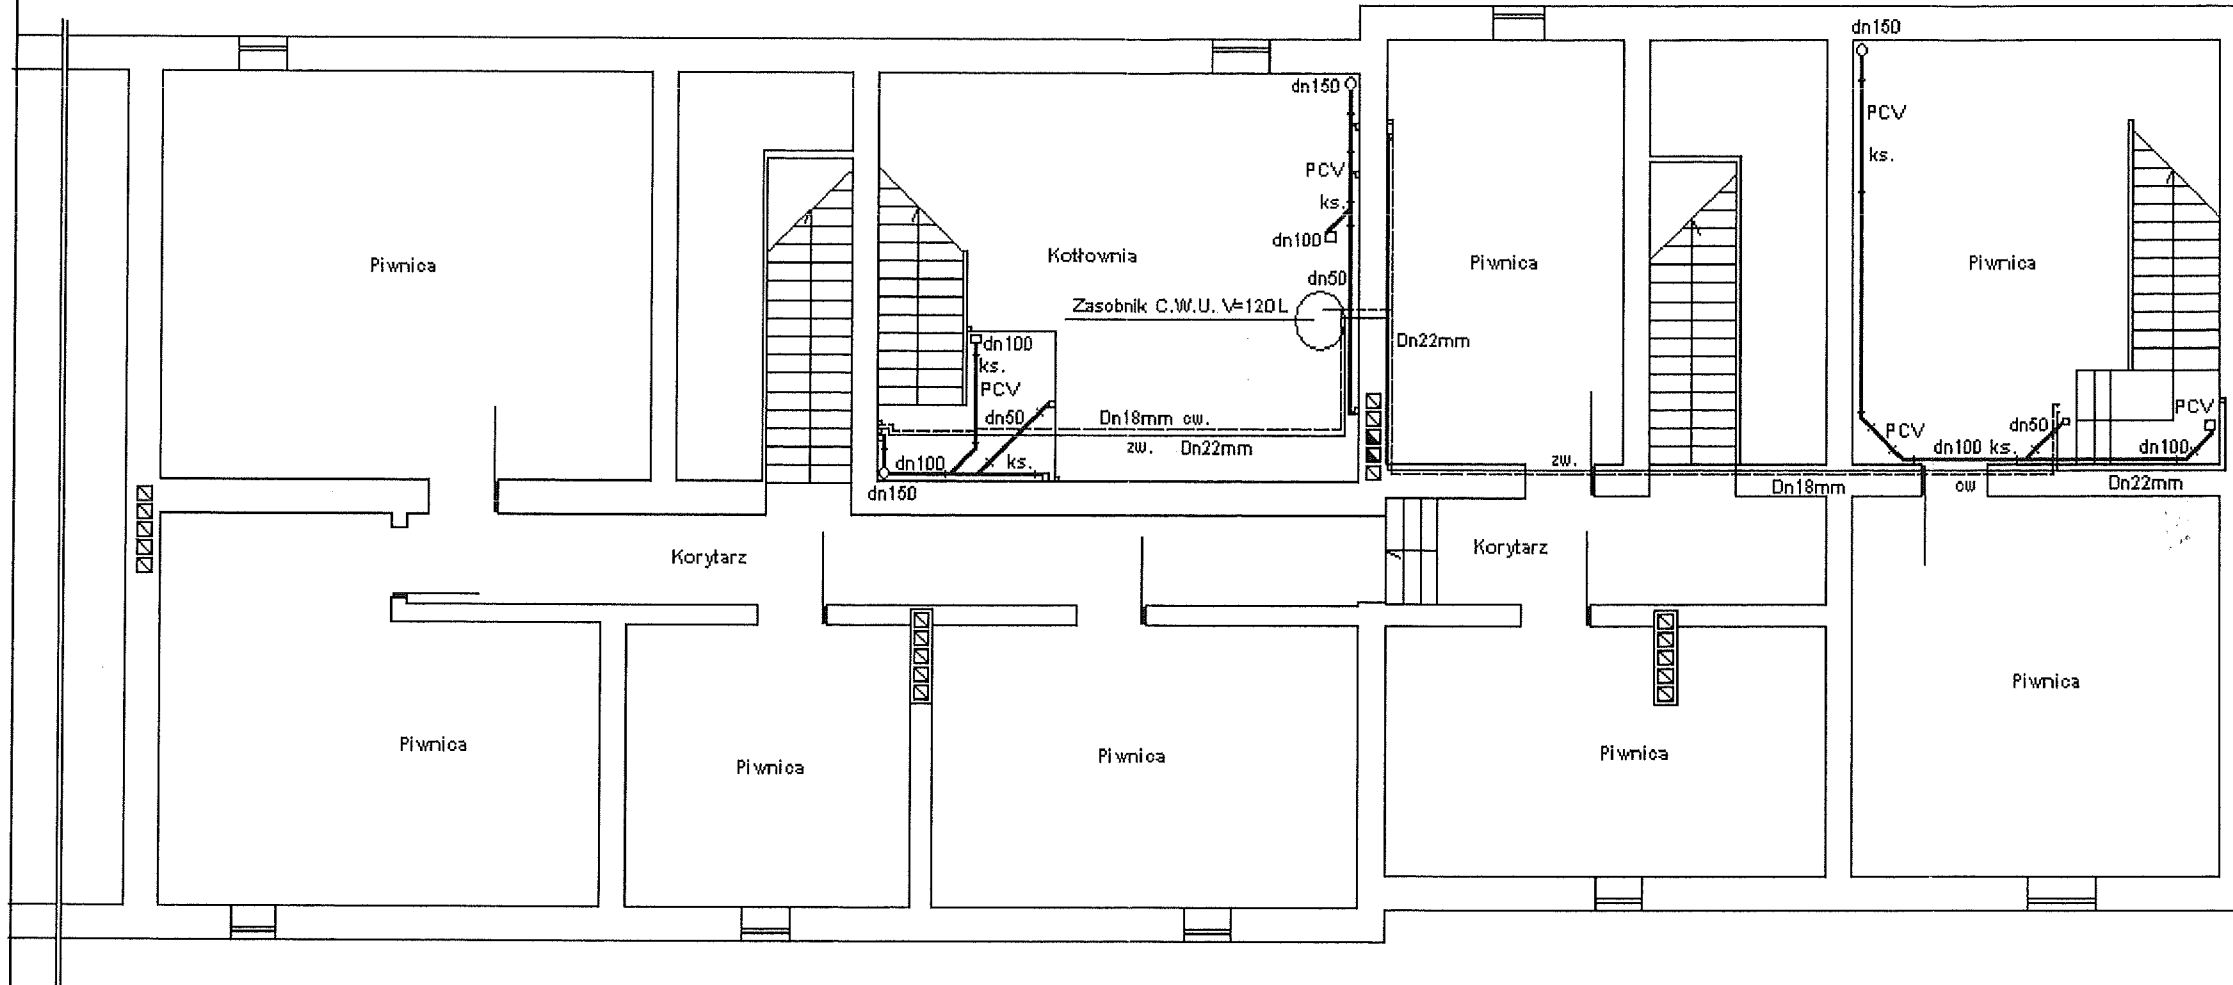 dn150
dn150
PCV
PCV
ks.
ks.
dn100
Piwnica
Kotłownia
Piwnica
Piwnica
dn50
Zasobnik C.W.U. V=120L
Dn22mm
dn100
ks.
PCV
dn50
Dn18mm cw.
zw.
Dn22mm
dn100
ks.
dn150
PCV
dn50
PCV
dn100 ks.
dn100
zw.
Dn18mm
cw
Dn22mm
Korytarz
Korytarz
Piwnica
Piwnica
Piwnica
Piwnica
Piwnica